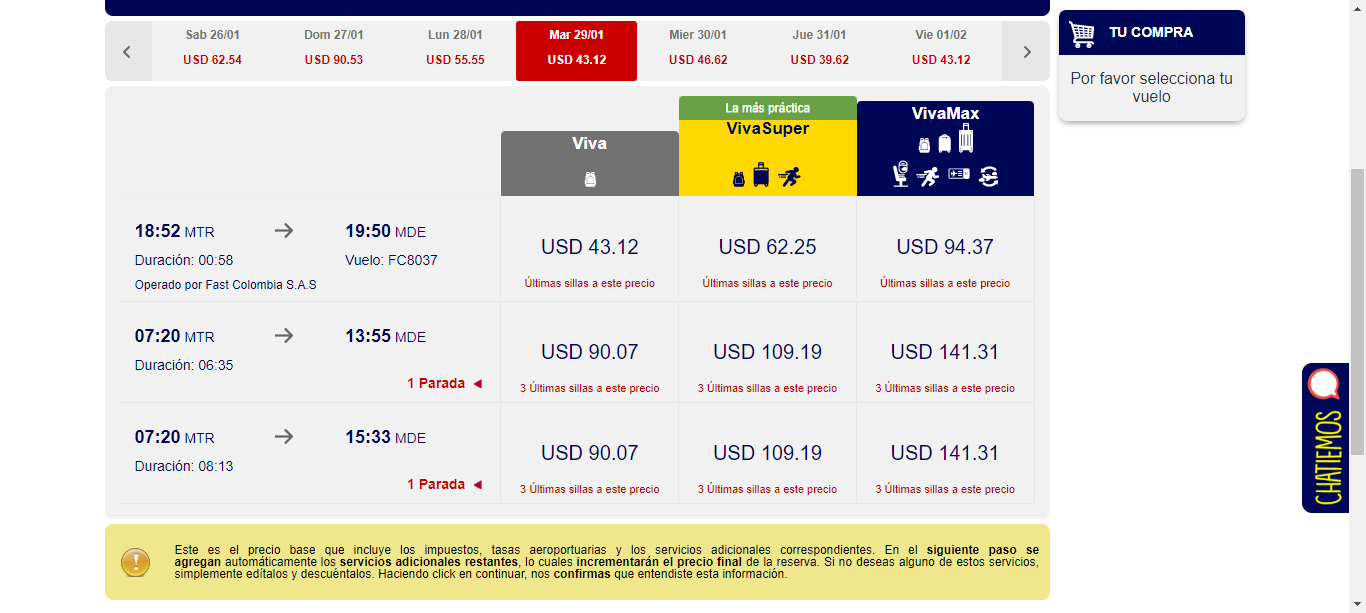 Sab 26/01 Dom 27/01 Lun 28/01 Mar 29/01 Mier 30/01 Jue 31/01 Vie 01/02
USD 62.54 USD 90.53 USD 55.55 USD 43.12 USD 46.62 USD 39.62 USD 43.12
TU COMPRA
Por favor selecciona tu
vuelo
La más práctica
Viva VivaSuper VivaMax
18:52 MTR 19:50 MDE
Duración: 00:58 Vuelo: FC8037
Operado por Fast Colombia S.A.S
USD 43.12 USD 62.25 USD 94.37
Últimas sillas a este precio Últimas sillas a este precio Últimas sillas a este precio
07:20 MTR 13:55 MDE
Duración: 06:35
1 Parada
USD 90.07 USD 109.19 USD 141.31
3 Últimas sillas a este precio 3 Últimas sillas a este precio 3 Últimas sillas a este precio
07:20 MTR 15:33 MDE
Duración: 08:13
1 Parada
USD 90.07 USD 109.19 USD 141.31
3 Últimas sillas a este precio 3 Últimas sillas a este precio 3 Últimas sillas a este precio
CHATIEMOS
Este es el precio base que incluye los impuestos, tasas aeroportuarias y los servicios adicionales correspondientes. En el siguiente paso se
agregan automáticamente los servicios adicionales restantes, lo cuales incrementarán el precio final de la reserva. Si no deseas alguno de estos servicios,
simplemente edítalos y descuéntalos. Haciendo click en continuar, nos confirmas que entendiste esta información.